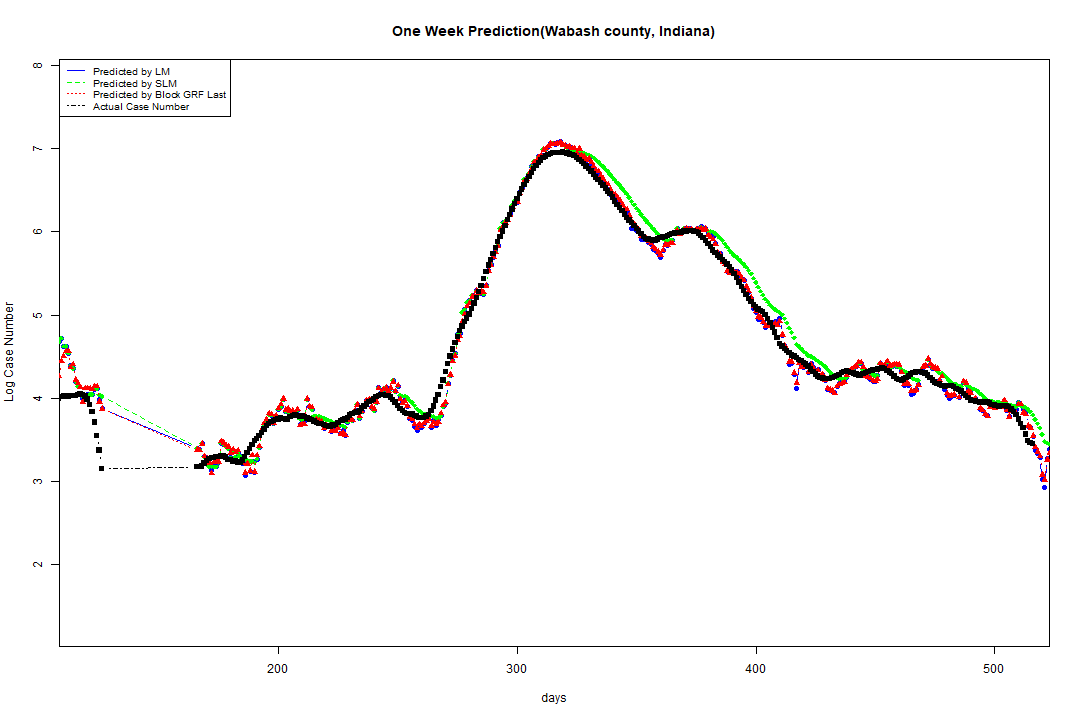 One Week Prediction(Wabash county, Indiana)
Predicted by LM
Predicted by SLM
Predicted by Block GRF Last
Actual Case Number
8
7
6
5
4
3
2
Log Case Number
200 300 400 500
days